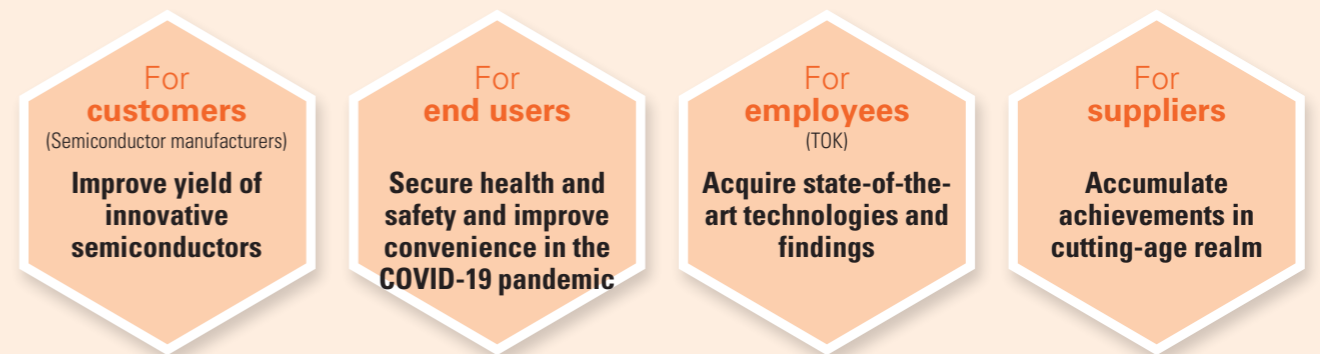 For
customers
(Semiconductor manufacturers)
Improve yield of
innovative
semiconductors
For
end users
Secure health and
safety and improve
convenience in the
COVID-19 pandemic
For
employees
(TOK)
Acquire state-of-the-
art technologies and
findings
For
suppliers
Accumulate
achievements in
cutting-age realm